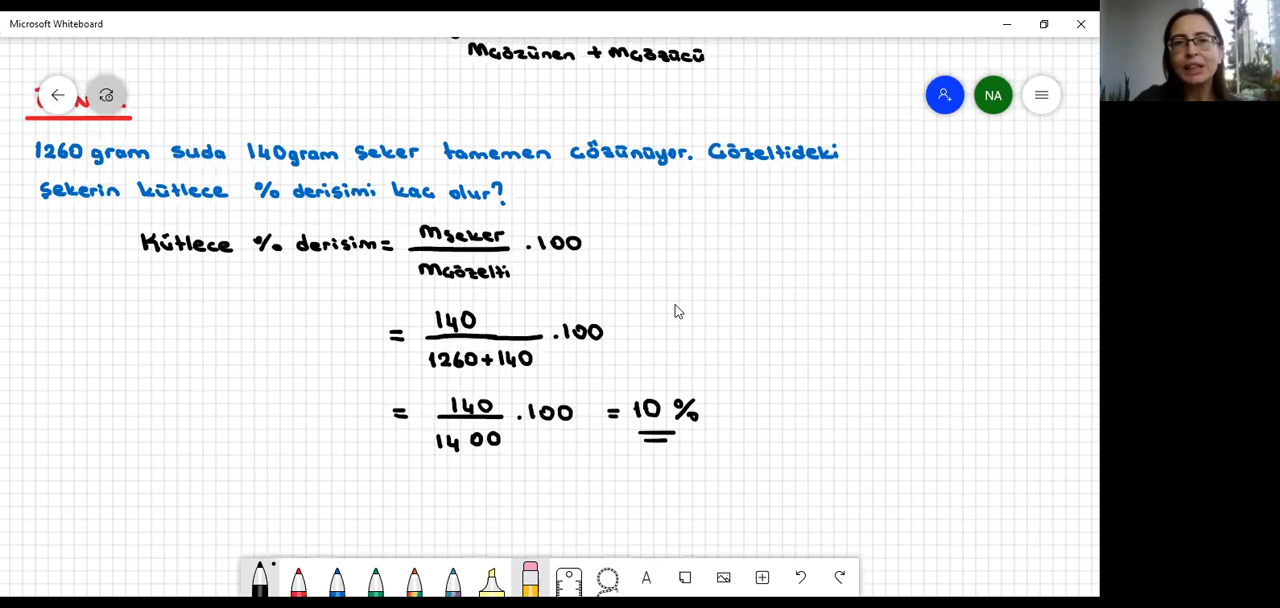 Microsoft Whiteboard
mçözünen + mçözücü
NA
1260 gram suda 140gram şeker tamemen çözünüyor. Çözeltideki
şekerin kütlece % derişimi kaç olur?
Kütlece % derişim = mşeker / mçözelti . 100
= 140 / 1260+140 . 100
= 140 / 1400 . 100 = 10 %
A